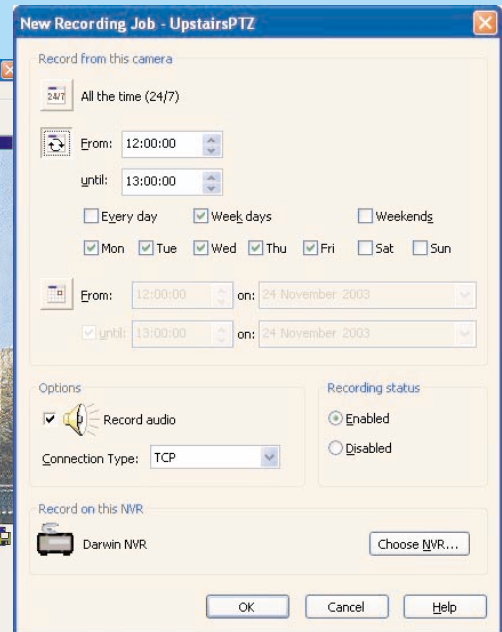 New Recording Job - UpstairsPTZ
Record from this camera
24/7 All the time (24/7)
From: 12:00:00
until: 13:00:00
Every day Week days Weekends
Mon Tue Wed Thu Fri Sat Sun
From: 12:00:00 on: 24 November 2003
until: 13:00:00 on: 24 November 2003
Options Recording status
Record audio Enabled
Connection Type: TCP Disabled
Record on this NVR
Darwin NVR Choose NVR...
OK Cancel Help